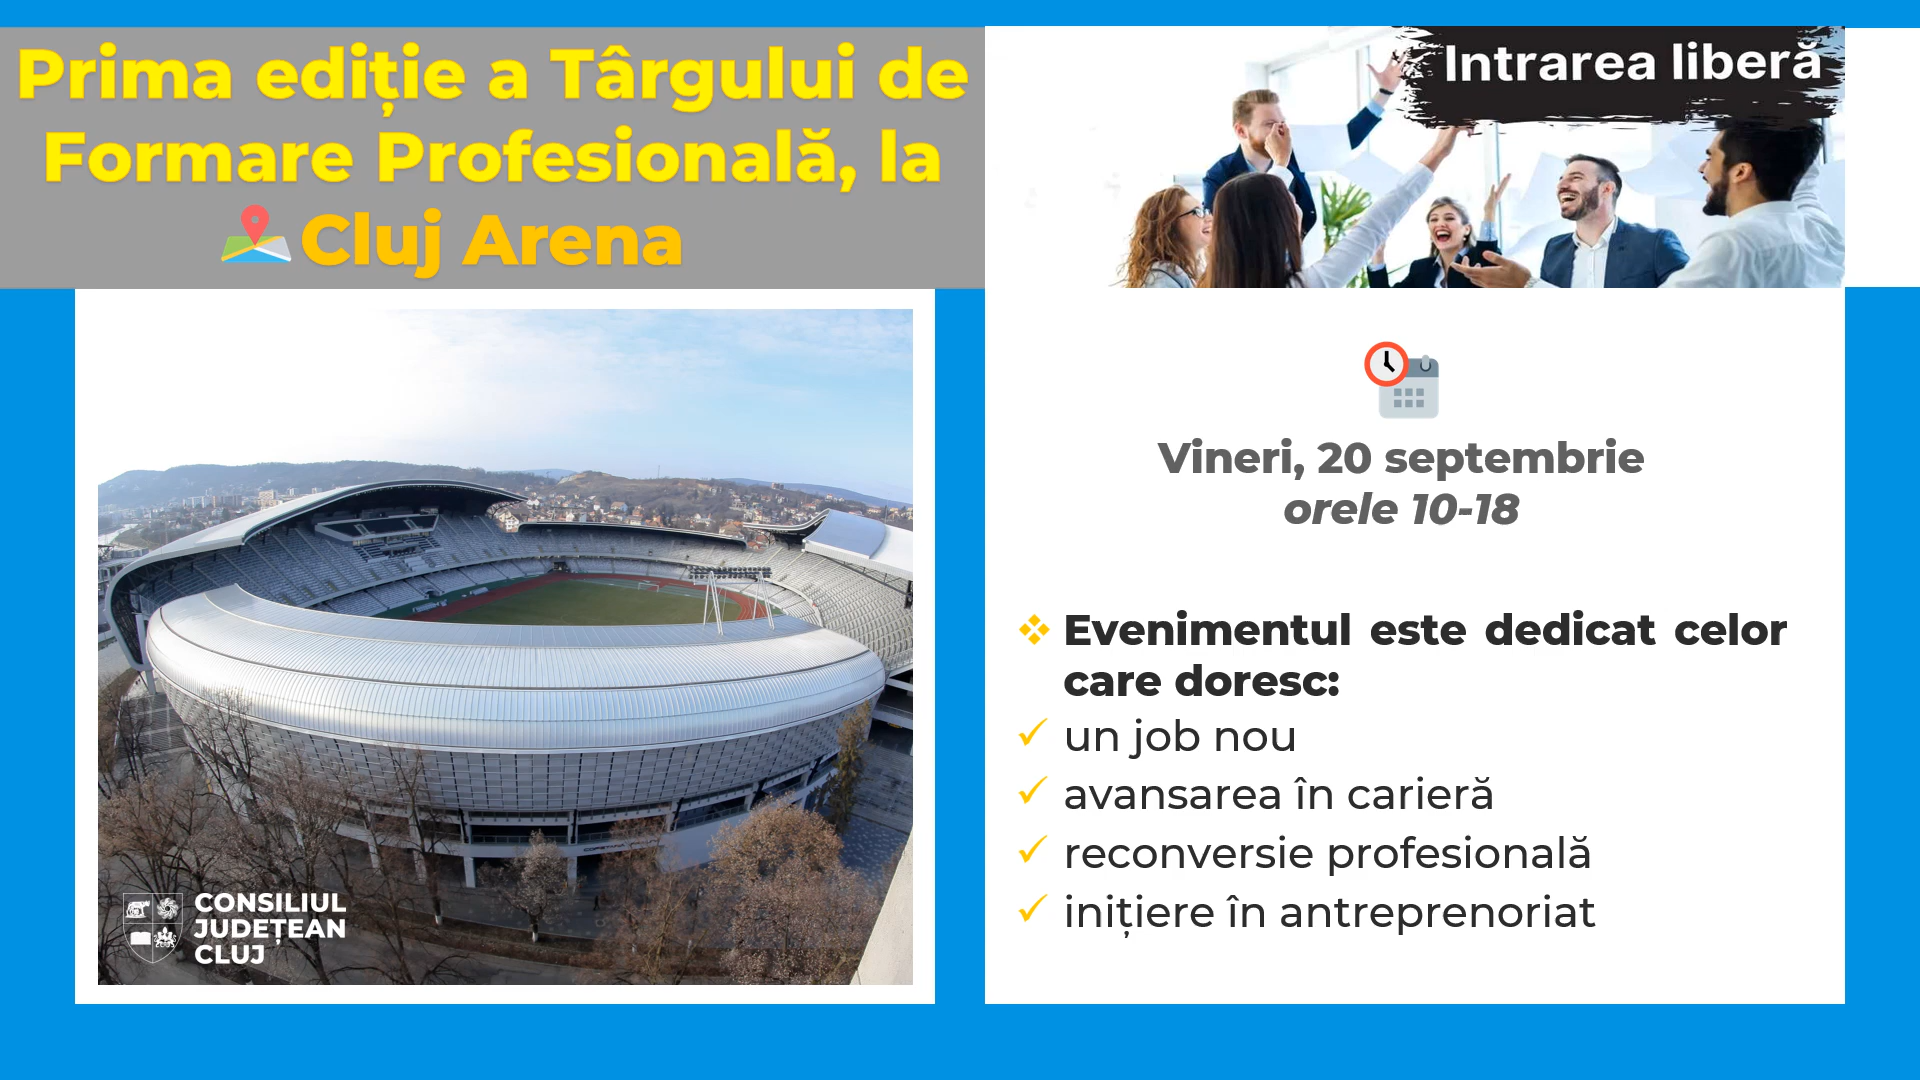 Prima ediție a Târgului de
Formare Profesională, la
Cluj Arena
Intrarea liberă
Vineri, 20 septembrie
orele 10-18
Evenimentul este dedicat celor
care doresc:
un job nou
avansarea în carieră
reconversie profesională
inițiere în antreprenoriat
CONSILIUL
JUDEȚEAN
CLUJ